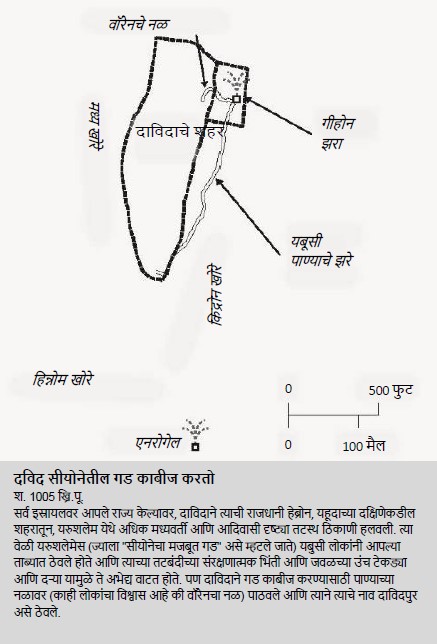 वॉरेनचे नळ
मध्य खोरे
दाविदाचे शहर
गीहोन
झरा
यबूसी
पाण्याचे झरे
किद्रोन खोरे
हिन्नोम खोरे
0
500 फुट
0
100 मैल
एनरोगेल
दविद सीयोनेतील गड काबीज करतो
श. 1005 ख्रि.पू.
सर्व इस्रायलवर आपले राज्य केल्यावर, दाविदाने त्याची राजधानी हेब्रोन, यहूदाच्या दक्षिणेकडील
शहरातून, यरुशलेम येथे अधिक मध्यवर्ती आणि आदिवासी दृष्ट्या तटस्थ ठिकाणी हलवली. त्या
वेळी यरुशलेमेस (ज्याला "सीयोनेचा मजबूत गड" असे म्हटले जाते) यबुसी लोकांनी आपल्या
ताब्यात ठेवले होते आणि त्याच्या तटबंदीच्या संरक्षणात्मक भिंती आणि जवळच्या उंच टेकड्या
आणि दऱ्या यामुळे ते अभेद्य वाटत होते. पण दाविदाने गड काबीज करण्यासाठी पाण्याच्या
नळावर (काही लोकांचा विश्वास आहे की वॉरेनचा नळ) पाठवले आणि त्याने त्याचे नाव दाविदपुर
असे ठेवले.